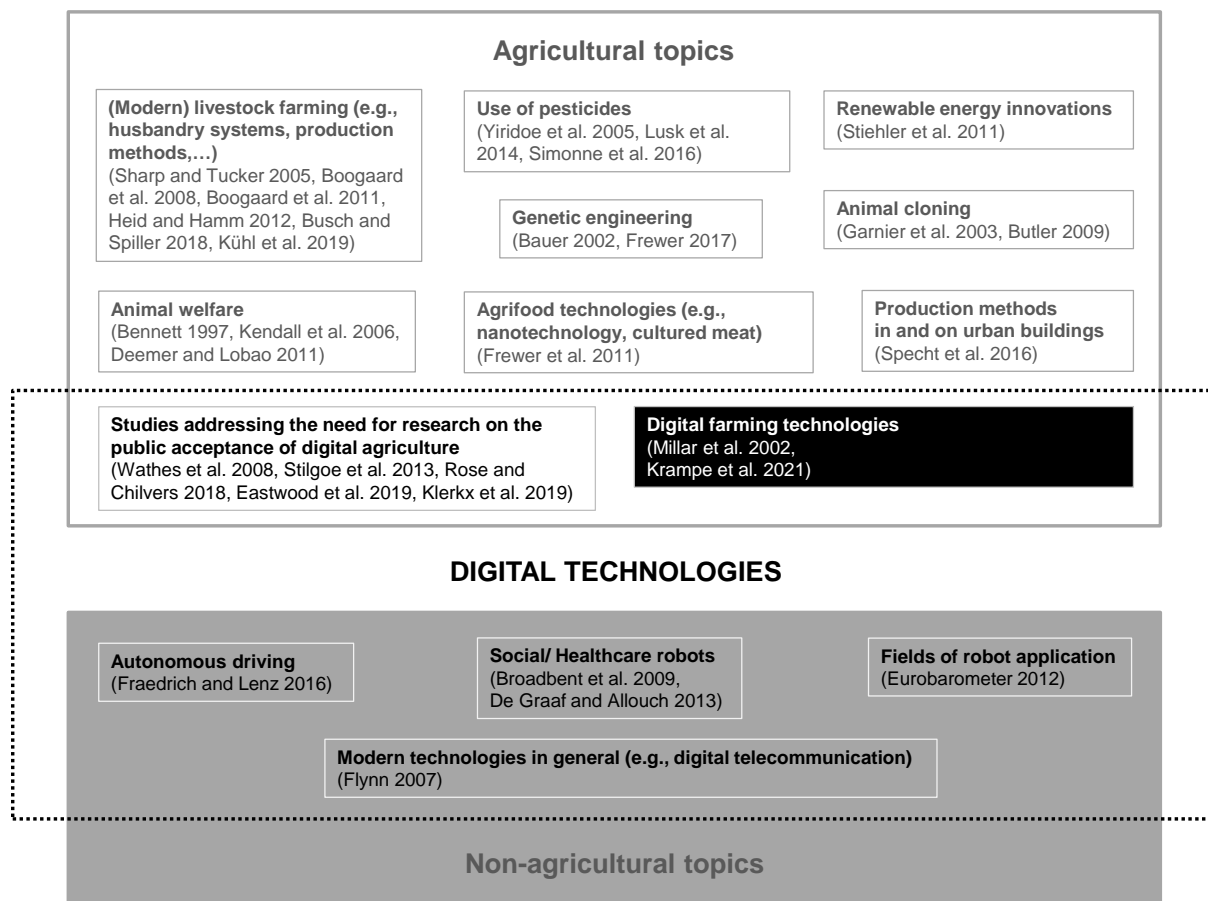 Agricultural topics
(Modern) livestock farming (e.g.,
husbandry systems, production
methods,…)
(Sharp and Tucker 2005, Boogaard
et al. 2008, Boogaard et al. 2011,
Heid and Hamm 2012, Busch and
Spiller 2018, Kühl et al. 2019)
Use of pesticides
(Yiridoe et al. 2005, Lusk et al.
2014, Simonne et al. 2016)
Renewable energy innovations
(Stiehler et al. 2011)
Genetic engineering
(Bauer 2002, Frewer 2017)
Animal cloning
(Garnier et al. 2003, Butler 2009)
Animal welfare
(Bennett 1997, Kendall et al. 2006,
Deemer and Lobao 2011)
Agrifood technologies (e.g.,
nanotechnology, cultured meat)
(Frewer et al. 2011)
Production methods
in and on urban buildings
(Specht et al. 2016)
Studies addressing the need for research on the
public acceptance of digital agriculture
(Wathes et al. 2008, Stilgoe et al. 2013, Rose and
Chilvers 2018, Eastwood et al. 2019, Klerkx et al. 2019)
Digital farming technologies
(Millar et al. 2002,
Krampe et al. 2021)
DIGITAL TECHNOLOGIES
Autonomous driving
(Fraedrich and Lenz 2016)
Social/ Healthcare robots
(Broadbent et al. 2009,
De Graaf and Allouch 2013)
Fields of robot application
(Eurobarometer 2012)
Modern technologies in general (e.g., digital telecommunication)
(Flynn 2007)
Non-agricultural topics